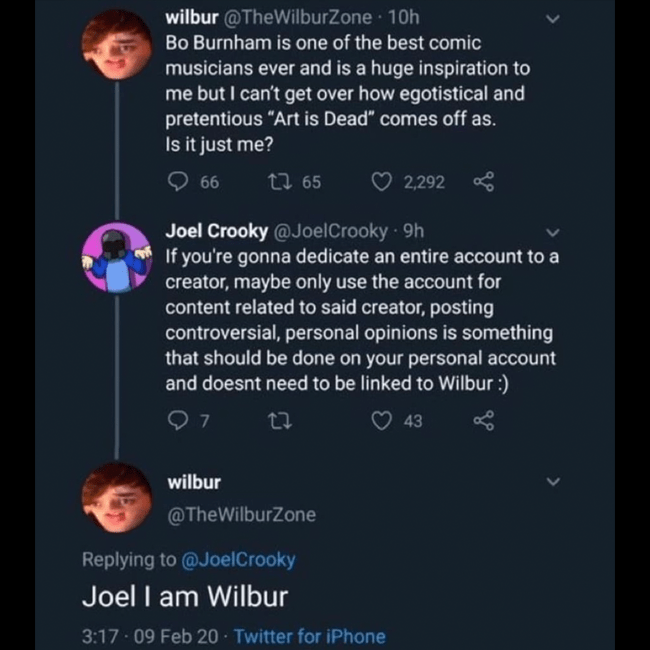 wilbur @TheWilburZone · 10h
Bo Burnham is one of the best comic
musicians ever and is a huge inspiration to
me but I can't get over how egotistical and
pretentious "Art is Dead" comes off as.
Is it just me?
66 65 2,292
Joel Crooky @JoelCrooky · 9h
If you're gonna dedicate an entire account to a
creator, maybe only use the account for
content related to said creator, posting
controversial, personal opinions is something
that should be done on your personal account
and doesnt need to be linked to Wilbur :)
7 43
wilbur
@TheWilburZone
Replying to @JoelCrooky
Joel I am Wilbur
3:17 · 09 Feb 20 · Twitter for iPhone